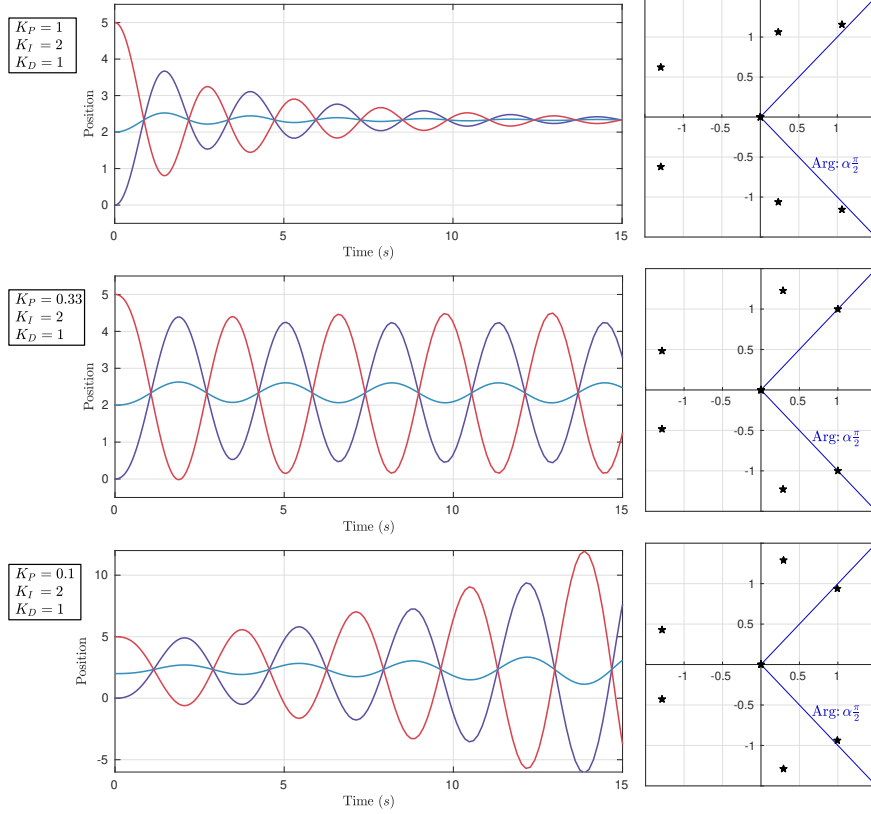 K_P = 1
K_I = 2
K_D = 1
5
4
3
2
1
0
Position
0
5
10
15
Time (s)
1
0.5
-0.5
-1
-1
-0.5
0.5
1
Arg: α π/2
K_P = 0.33
K_I = 2
K_D = 1
5
4
3
2
1
0
Position
0
5
10
15
Time (s)
1
0.5
-0.5
-1
-1
-0.5
0.5
1
Arg: α π/2
K_P = 0.1
K_I = 2
K_D = 1
10
5
0
-5
Position
0
5
10
15
Time (s)
1
0.5
-0.5
-1
-1
-0.5
0.5
1
Arg: α π/2